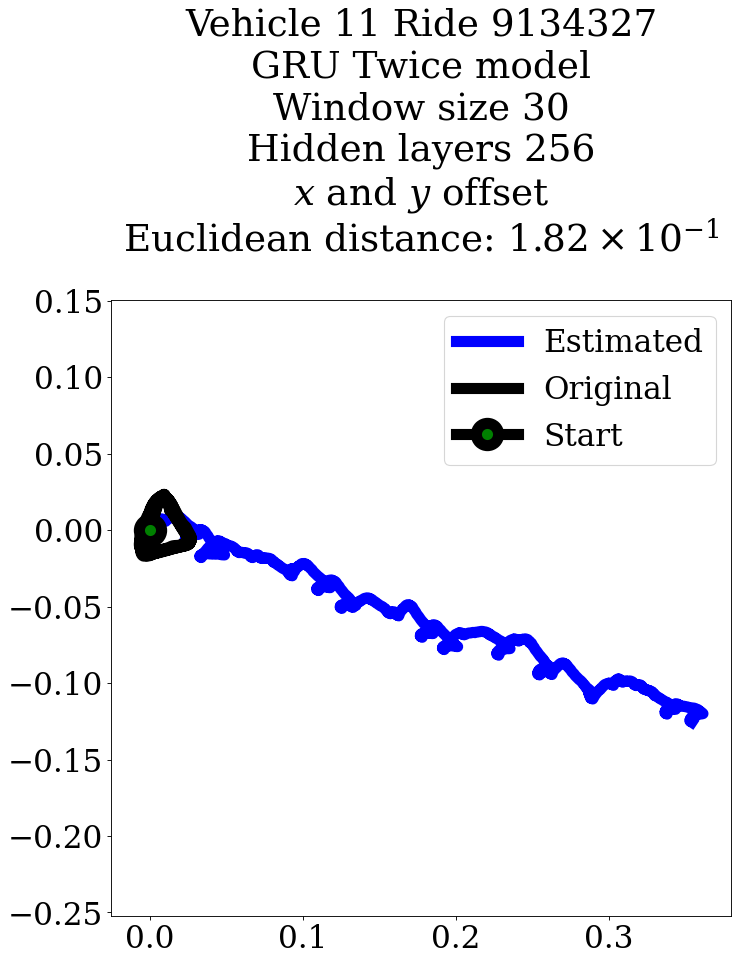 Vehicle 11 Ride 9134327
GRU Twice model
Window size 30
Hidden layers 256
x and y offset
Euclidean distance: 1.82 × 10⁻¹
0.15
0.10
0.05
0.00
−0.05
−0.10
−0.15
−0.20
−0.25
Estimated
Original
Start
0.0 0.1 0.2 0.3